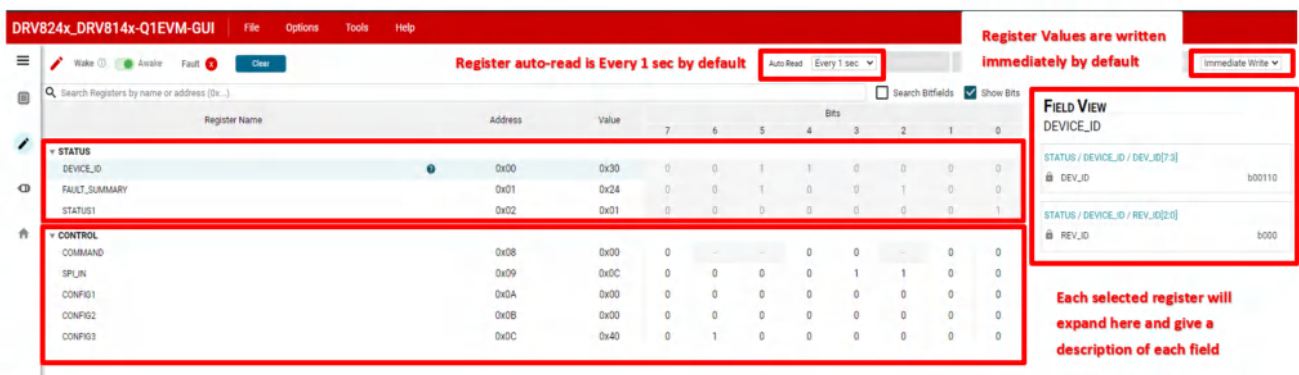 DRV824x_DRV814x-Q1EVM-GUI File Options Tools Help
Register Values are written
immediately by default
Wake Awake Fault Clear
Register auto-read is Every 1 sec by default
Auto Read Every 1 sec
Immediate Write
Search Registers by name or address (0x...)
Search Bitfields Show Bits
Register Name Address Value Bits
7 6 5 4 3 2 1 0
STATUS
DEVICE_ID 0x00 0x30 0 0 1 1 0 0 0 0
FAULT_SUMMARY 0x01 0x24 0 0 1 0 0 1 0 0
STATUS1 0x02 0x01 0 0 0 0 0 0 0 1
CONTROL
COMMAND 0x08 0x00 0 - - 0 0 - 0 0
SPI_IN 0x09 0x0C 0 0 0 0 1 1 0 0
CONFIG1 0x0A 0x00 0 0 0 0 0 0 0 0
CONFIG2 0x0B 0x00 0 0 0 0 0 0 0 0
CONFIG3 0x0C 0x40 0 1 0 0 0 0 0 0
FIELD VIEW
DEVICE_ID
STATUS / DEVICE_ID / DEV_ID[7:3]
DEV_ID b00110
STATUS / DEVICE_ID / REV_ID[2:0]
REV_ID b000
Each selected register will
expand here and give a
description of each field